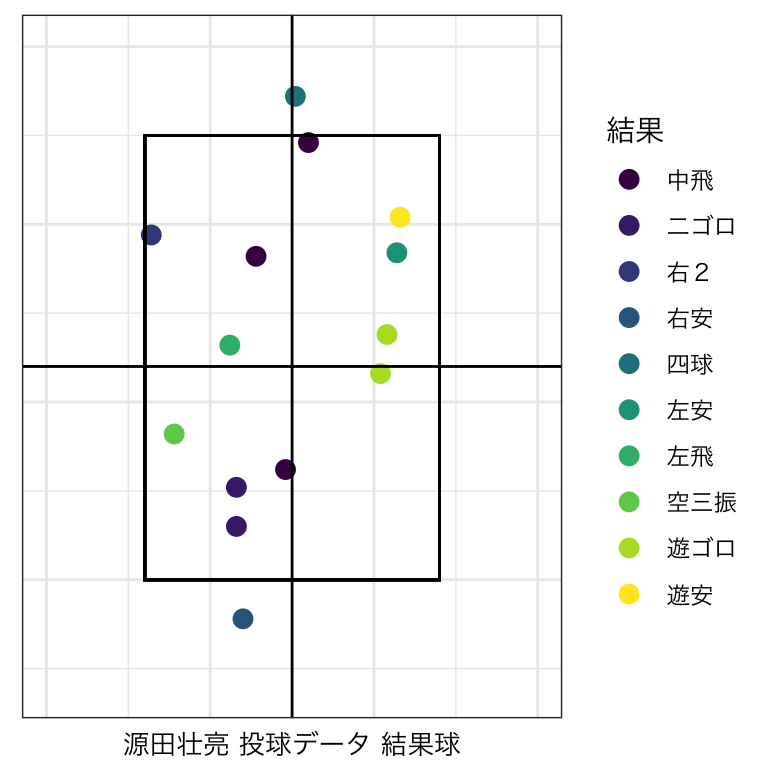 結果
中飛
二ゴロ
右２
右安
四球
左安
左飛
空三振
遊ゴロ
遊安
源田壮亮 投球データ 結果球